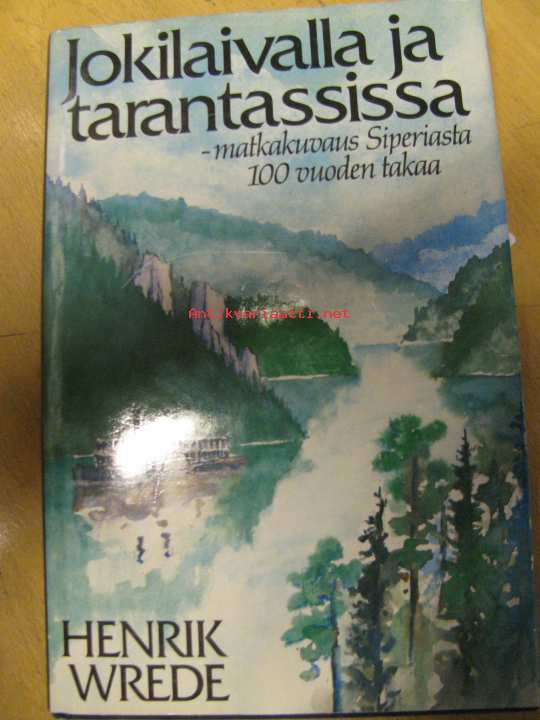 Jokilaivalla ja
tarantassissa
-matkakuvaus Siperiasta
100 vuoden takaa
Antikvariaatti.net
HENRIK
WREDE